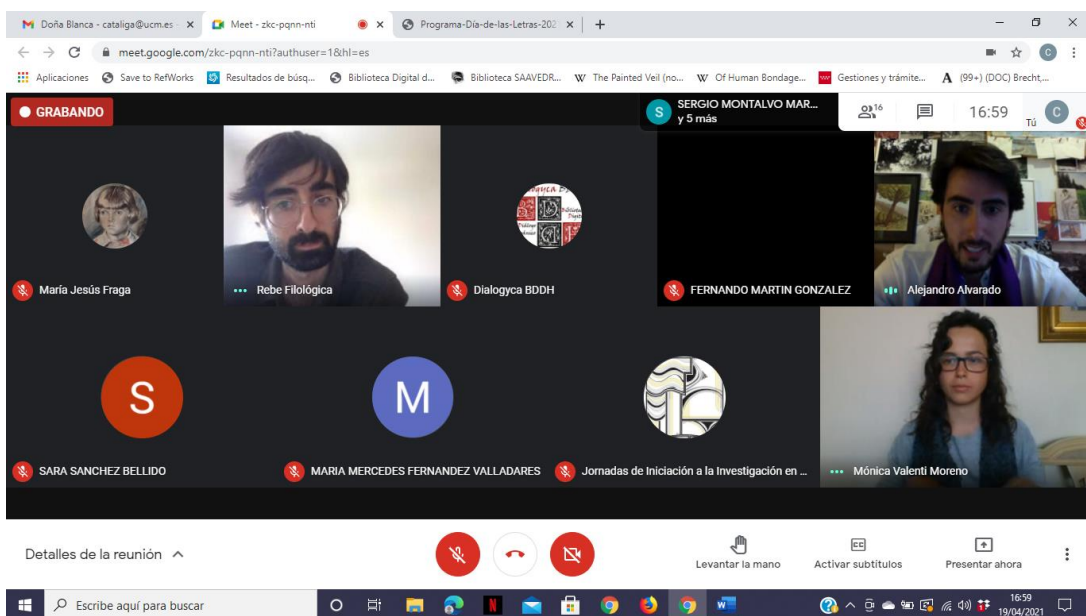 Doña Blanca - cataliga@ucm.es
Meet - zkc-pqnn-nti
Programa-Día-de-las-Letras-202
meet.google.com/zkc-pqnn-nti?authuser=1&hl=es
C
Aplicaciones
Save to RefWorks
Resultados de búsq...
Biblioteca Digital d...
Biblioteca SAAVEDR...
W The Painted Veil (no...
W Of Human Bondage...
Gestiones y trámite...
A (99+) (DOC) Brecht,...
GRABANDO
S
SERGIO MONTALVO MAR...
y 5 más
16
16:59
Tú
C
María Jesús Fraga
Rebe Filológica
Dialogyca BDDH
FERNANDO MARTIN GONZALEZ
Alejandro Alvarado
S
M
SARA SANCHEZ BELLIDO
MARIA MERCEDES FERNANDEZ VALLADARES
Jornadas de Iniciación a la Investigación en ...
Mónica Valenti Moreno
Detalles de la reunión
Levantar la mano
CC
Activar subtítulos
Presentar ahora
Escribe aquí para buscar
16:59
19/04/2021